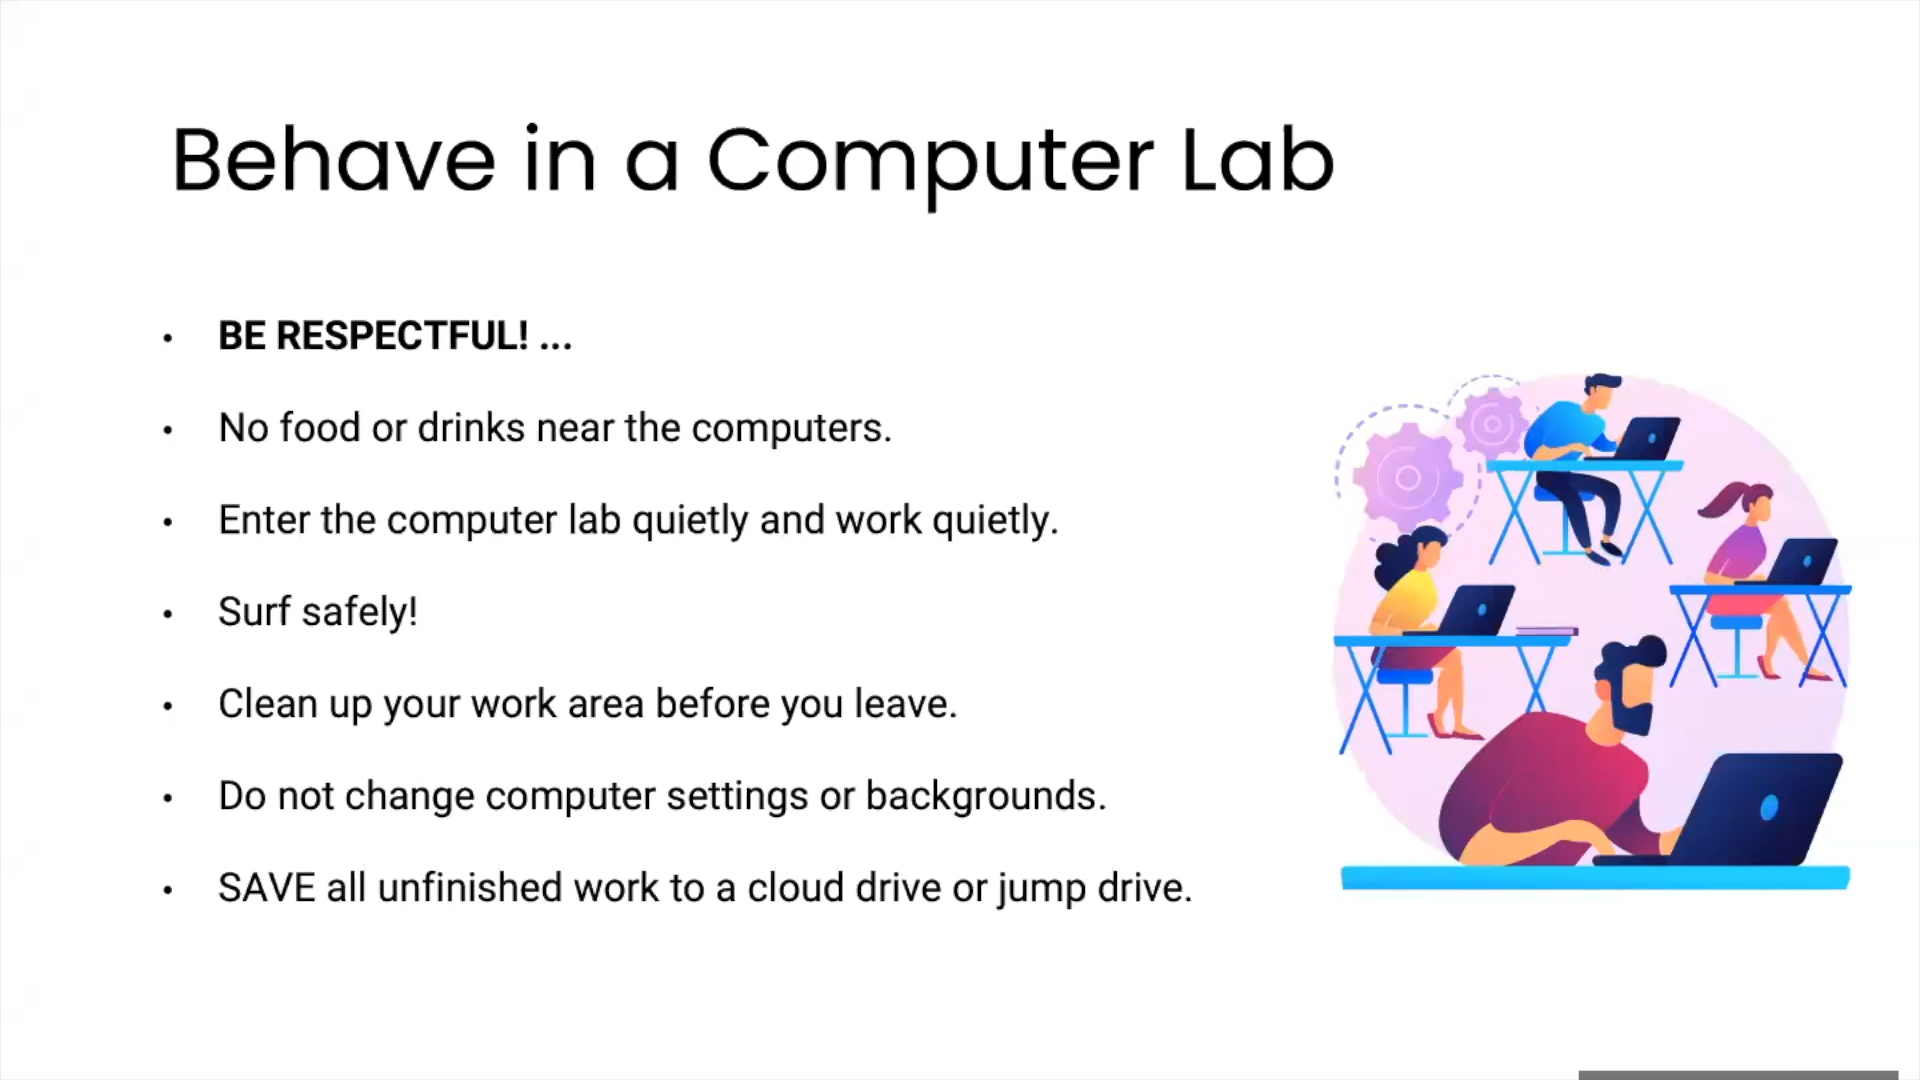 Behave in a Computer Lab
• BE RESPECTFUL! ...
• No food or drinks near the computers.
• Enter the computer lab quietly and work quietly.
• Surf safely!
• Clean up your work area before you leave.
• Do not change computer settings or backgrounds.
• SAVE all unfinished work to a cloud drive or jump drive.